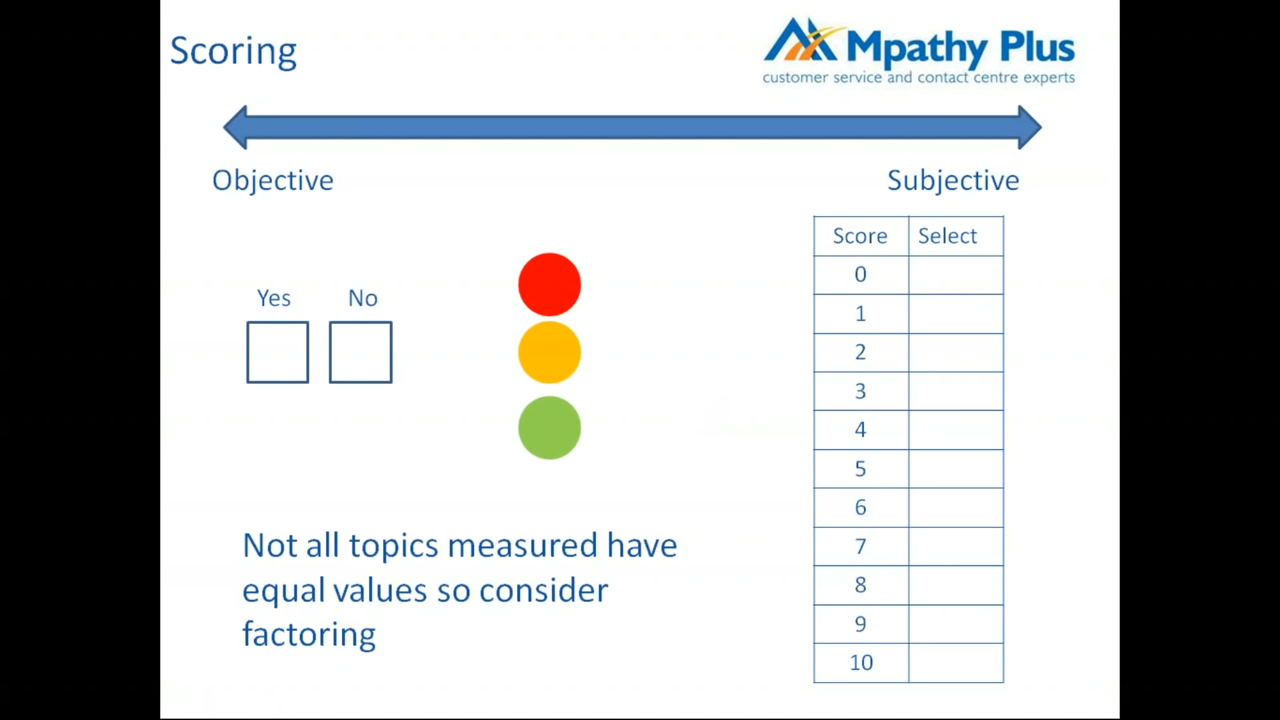 Scoring
Mpathy Plus
customer service and contact centre experts
Objective
Subjective
Yes No
Score Select
0
1
2
3
4
5
6
7
8
9
10
Not all topics measured have
equal values so consider
factoring